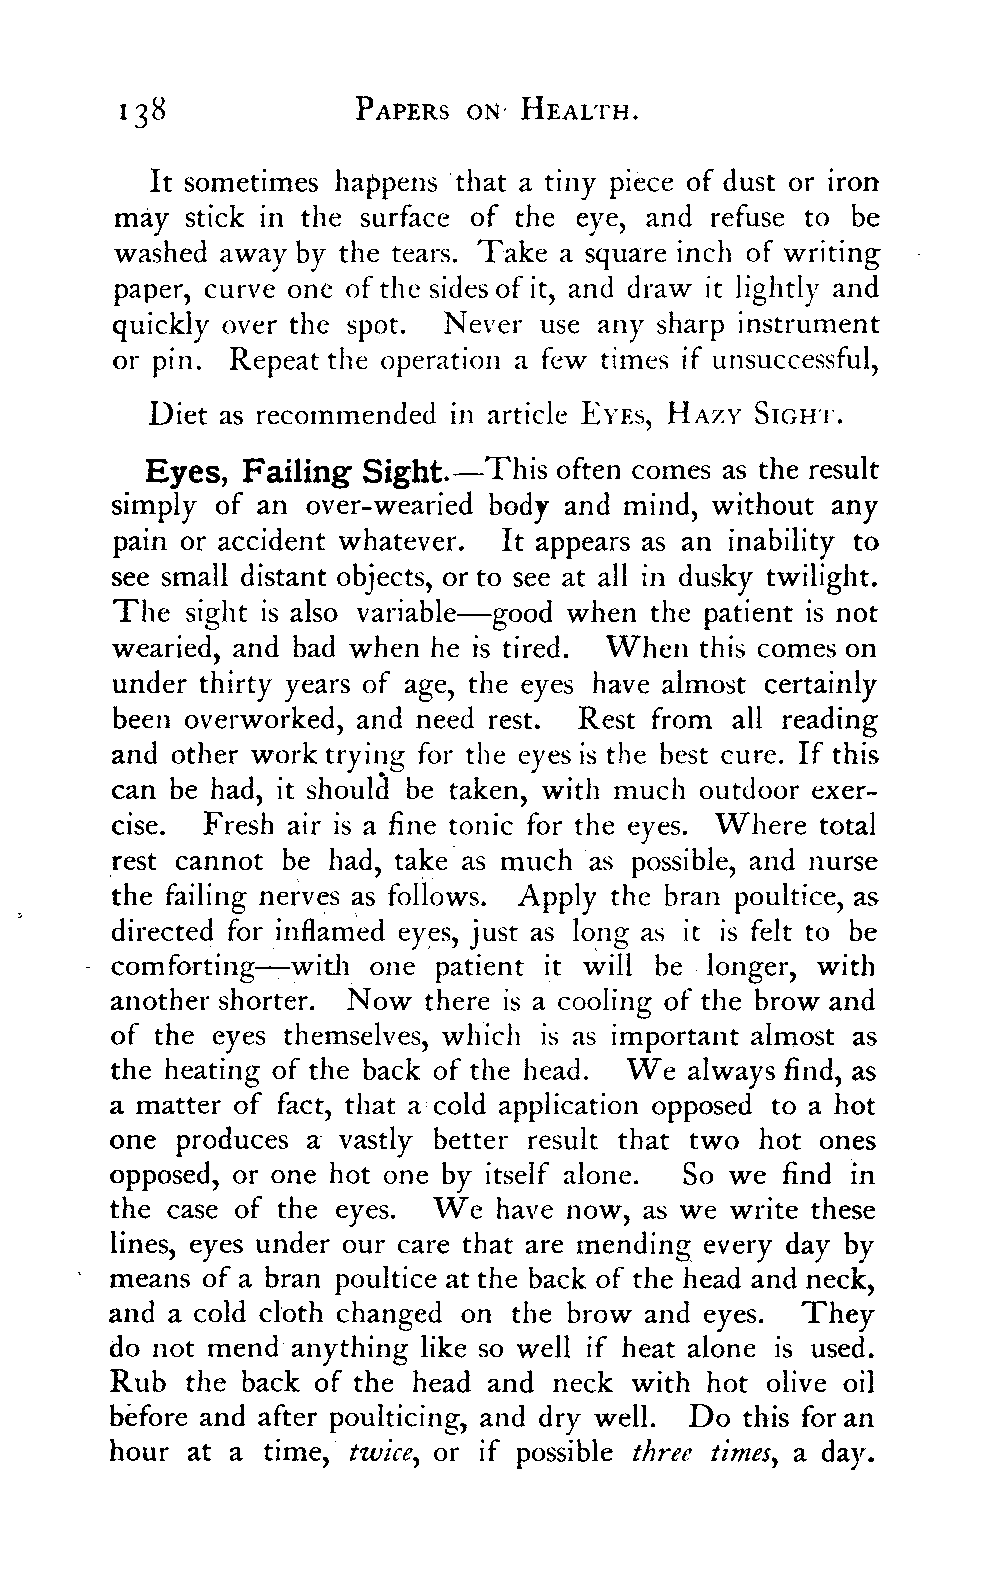 138 PAPERS ON HEALTH.
It sometimes happens that a tiny piece of dust or iron
may stick in the surface of the eye, and refuse to be
washed away by the tears. Take a square inch of writing
paper, curve one of the sides of it, and draw it lightly and
quickly over the spot. Never use any sharp instrument
or pin. Repeat the operation a few times if unsuccessful,
Diet as recommended in article EYES, HAZY SIGHT.
Eyes, Failing Sight.—This often comes as the result
simply of an over-wearied body and mind, without any
pain or accident whatever. It appears as an inability to
see small distant objects, or to see at all in dusky twilight.
The sight is also variable—good when the patient is not
wearied, and bad when he is tired. When this comes on
under thirty years of age, the eyes have almost certainly
been overworked, and need rest. Rest from all reading
and other work trying for the eyes is the best cure. If this
can be had, it should be taken, with much outdoor exer-
cise. Fresh air is a fine tonic for the eyes. Where total
rest cannot be had, take as much as possible, and nurse
the failing nerves as follows. Apply the bran poultice, as
directed for inflamed eyes, just as long as it is felt to be
comforting—with one patient it will be longer, with
another shorter. Now there is a cooling of the brow and
of the eyes themselves, which is as important almost as
the heating of the back of the head. We always find, as
a matter of fact, that a cold application opposed to a hot
one produces a vastly better result that two hot ones
opposed, or one hot one by itself alone. So we find in
the case of the eyes. We have now, as we write these
lines, eyes under our care that are mending every day by
means of a bran poultice at the back of the head and neck,
and a cold cloth changed on the brow and eyes. They
do not mend anything like so well if heat alone is used.
Rub the back of the head and neck with hot olive oil
before and after poulticing, and dry well. Do this for an
hour at a time, twice, or if possible three times, a day.